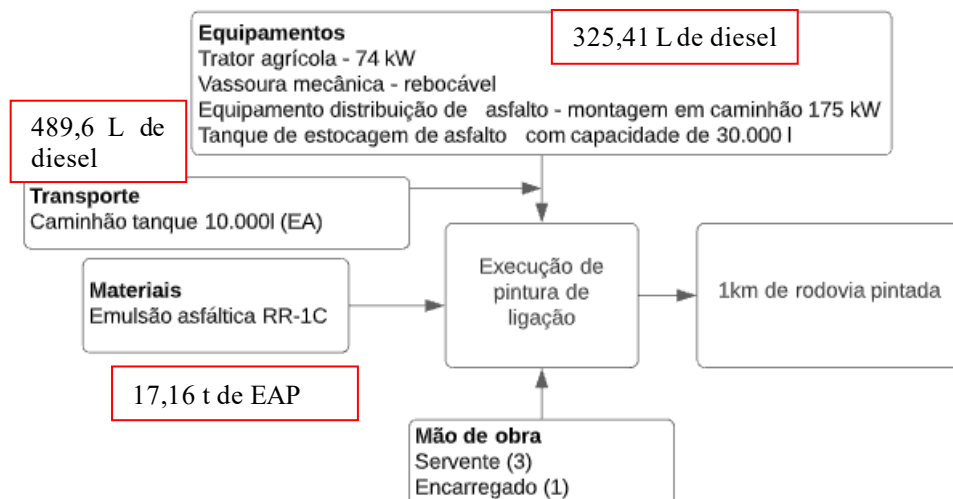 Equipamentos
Trator agrícola - 74 kW
Vassoura mecânica - rebocável
Equipamento distribuição de asfalto - montagem em caminhão 175 kW
Tanque de estocagem de asfalto com capacidade de 30.000 l
325,41 L de diesel
489,6 L de
diesel
Transporte
Caminhão tanque 10.000l (EA)
Materiais
Emulsão asfáltica RR-1C
17,16 t de EAP
Execução de
pintura de
ligação
1km de rodovia pintada
Mão de obra
Servente (3)
Encarregado (1)